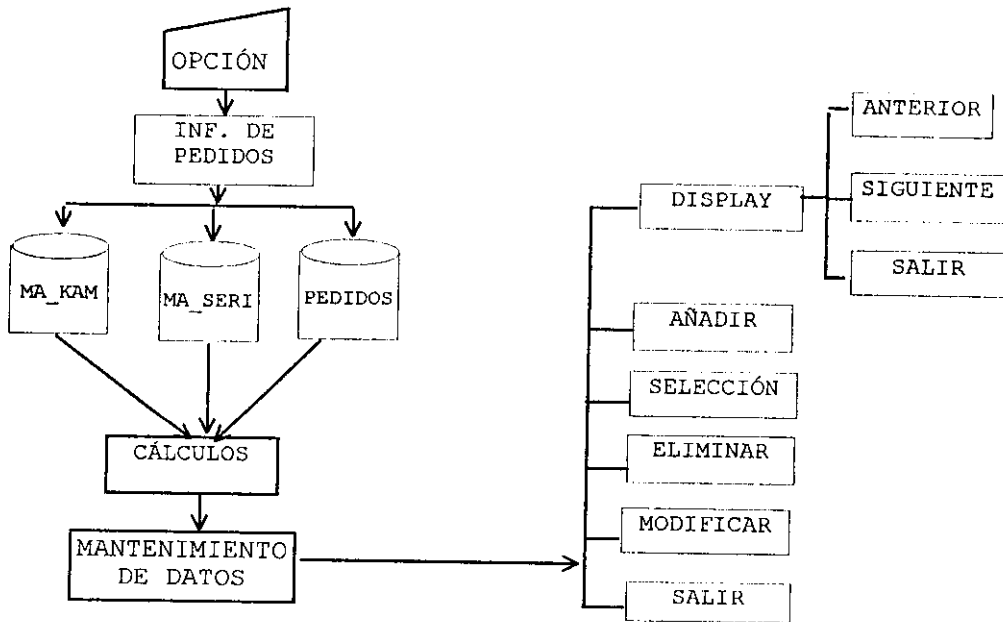 OPCIÓN
INF. DE
PEDIDOS
MA_KAM
MA_SERI
PEDIDOS
CÁLCULOS
MANTENIMIENTO
DE DATOS
DISPLAY
AÑADIR
SELECCIÓN
ELIMINAR
MODIFICAR
SALIR
ANTERIOR
SIGUIENTE
SALIR